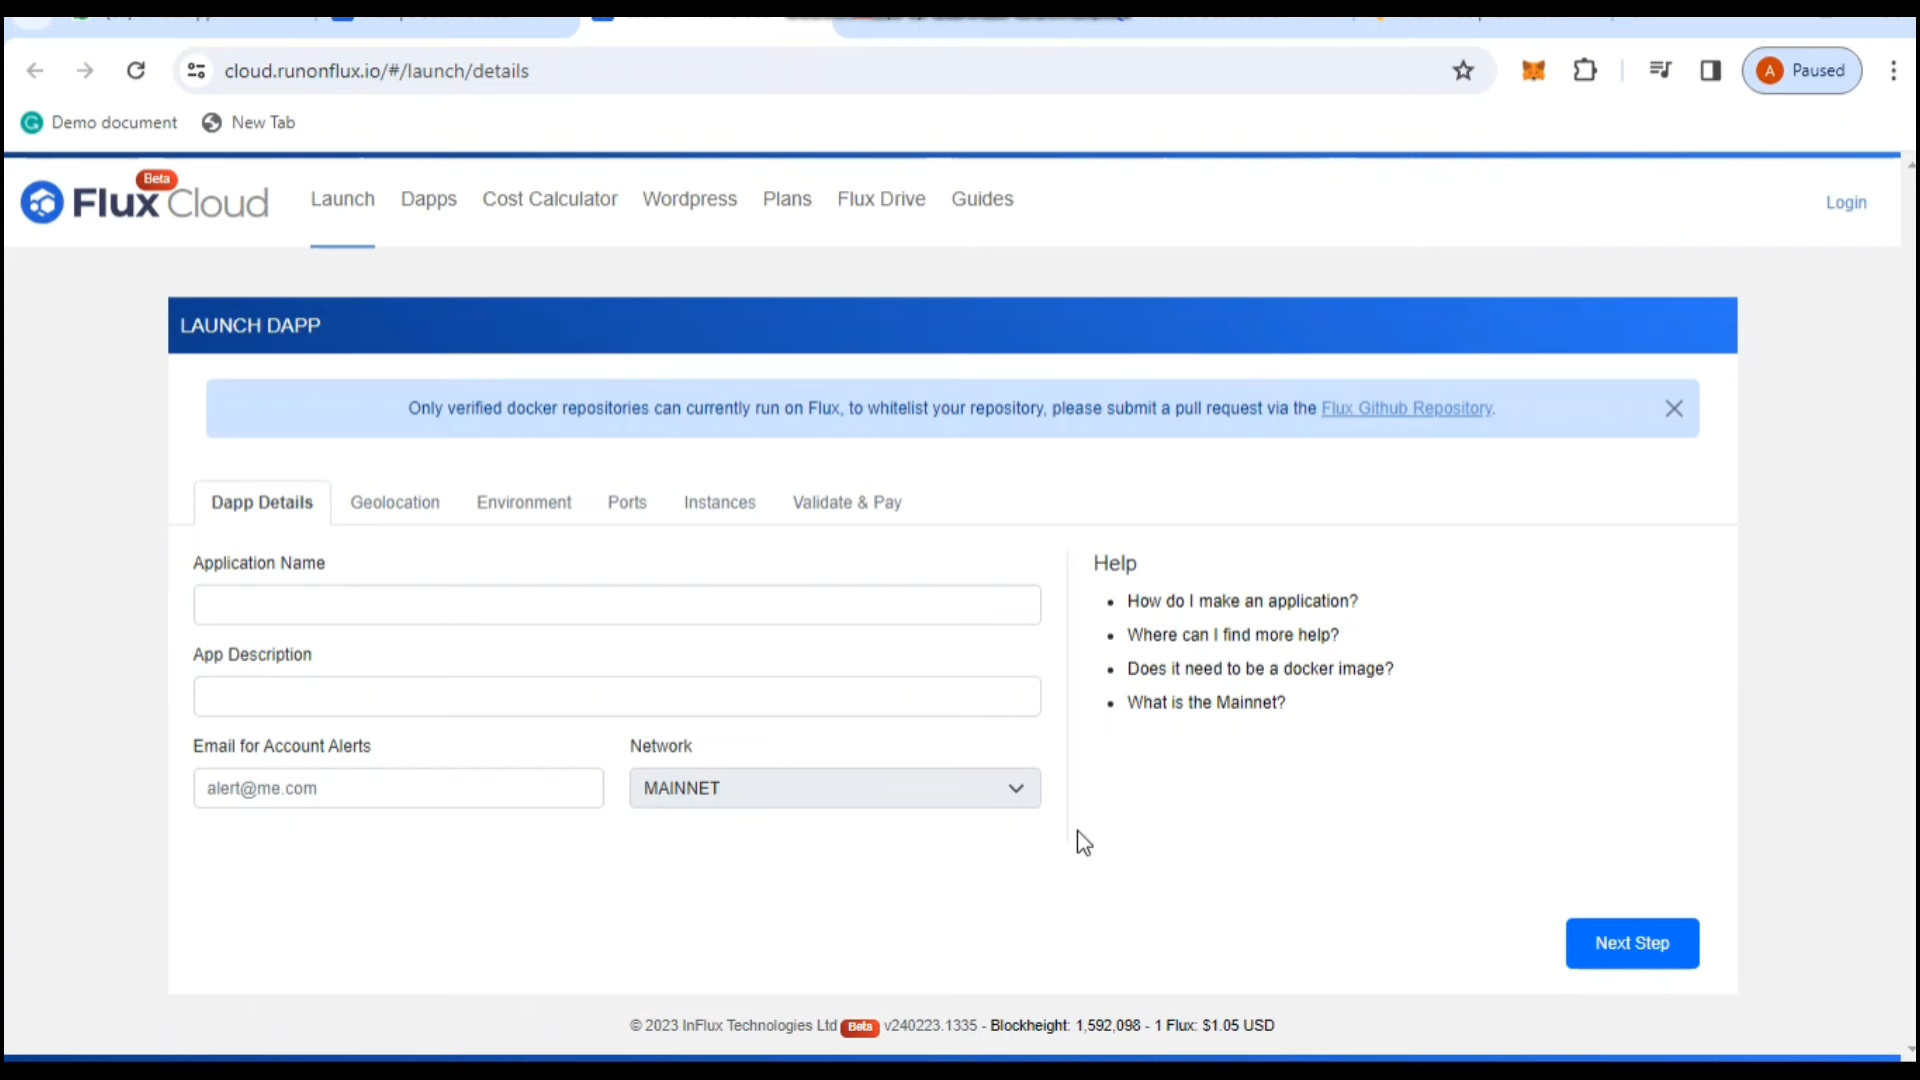 cloud.runonflux.io/#/launch/details
A Paused
Demo document New Tab
Beta
Flux Cloud Launch Dapps Cost Calculator Wordpress Plans Flux Drive Guides Login
LAUNCH DAPP
Only verified docker repositories can currently run on Flux, to whitelist your repository, please submit a pull request via the Flux Github Repository.
Dapp Details Geolocation Environment Ports Instances Validate & Pay
Application Name
App Description
Email for Account Alerts Network
alert@me.com MAINNET
Help
• How do I make an application?
• Where can I find more help?
• Does it need to be a docker image?
• What is the Mainnet?
Next Step
© 2023 InFlux Technologies Ltd Beta v240223.1335 - Blockheight: 1,592,098 - 1 Flux: $1.05 USD